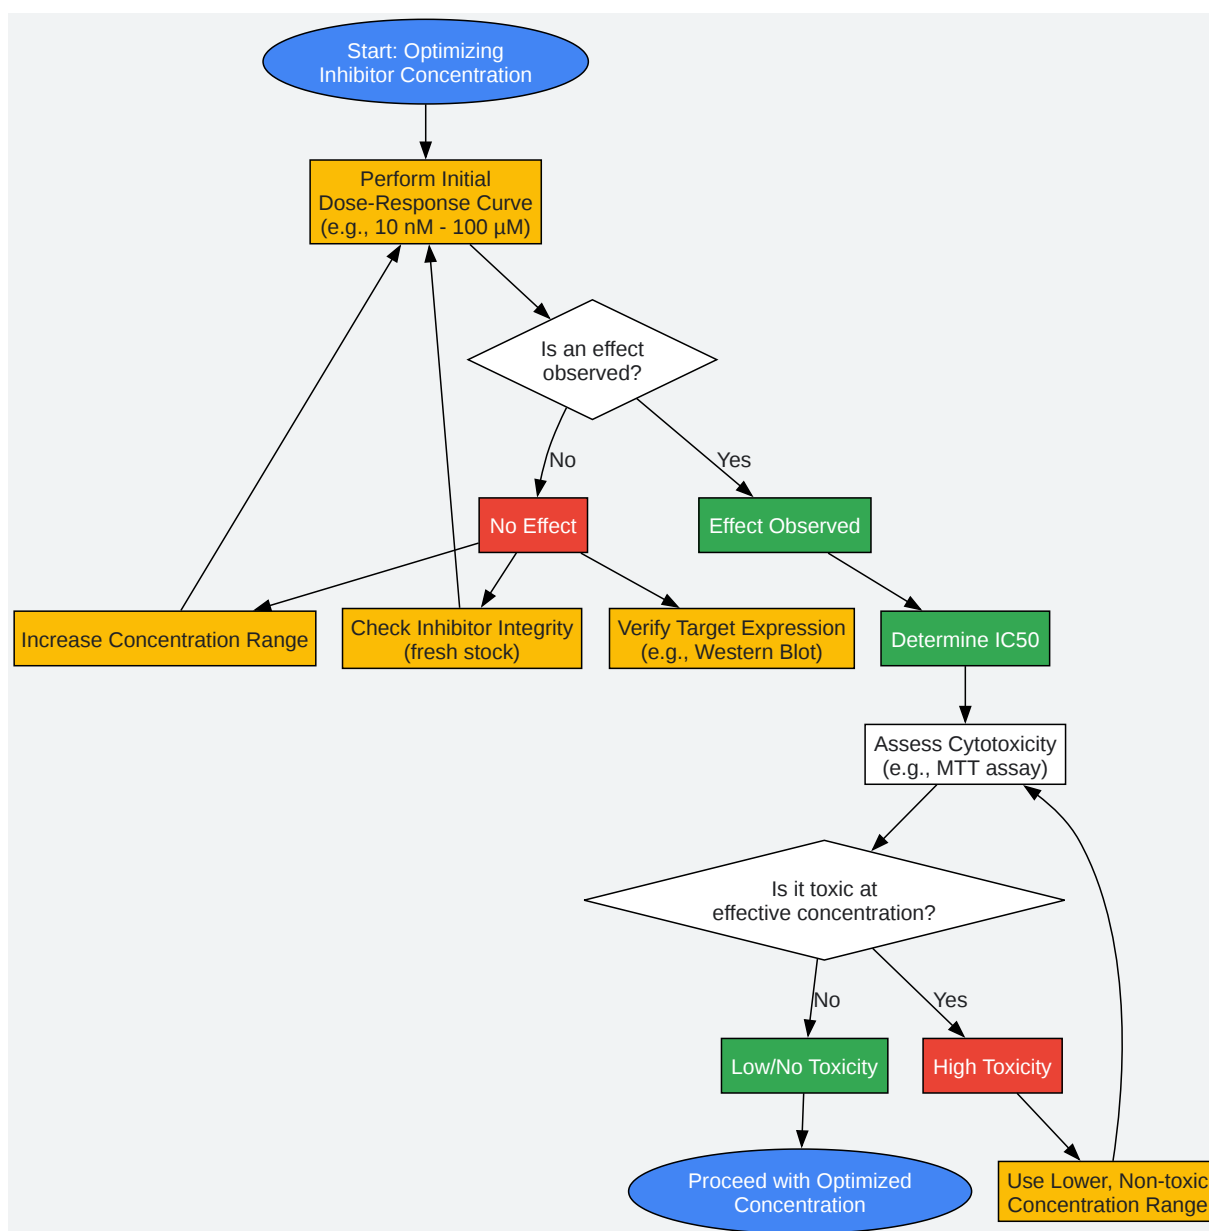 Start: Optimizing
Inhibitor Concentration
Perform Initial
Dose-Response Curve
(e.g., 10 nM - 100 µM)
Is an effect
observed?
No
Yes
No Effect
Effect Observed
Increase Concentration Range
Check Inhibitor Integrity
(fresh stock)
Verify Target Expression
(e.g., Western Blot)
Determine IC50
Assess Cytotoxicity
(e.g., MTT assay)
Is it toxic at
effective concentration?
No
Yes
Low/No Toxicity
High Toxicity
Proceed with Optimized
Concentration
Use Lower, Non-toxic
Concentration Range